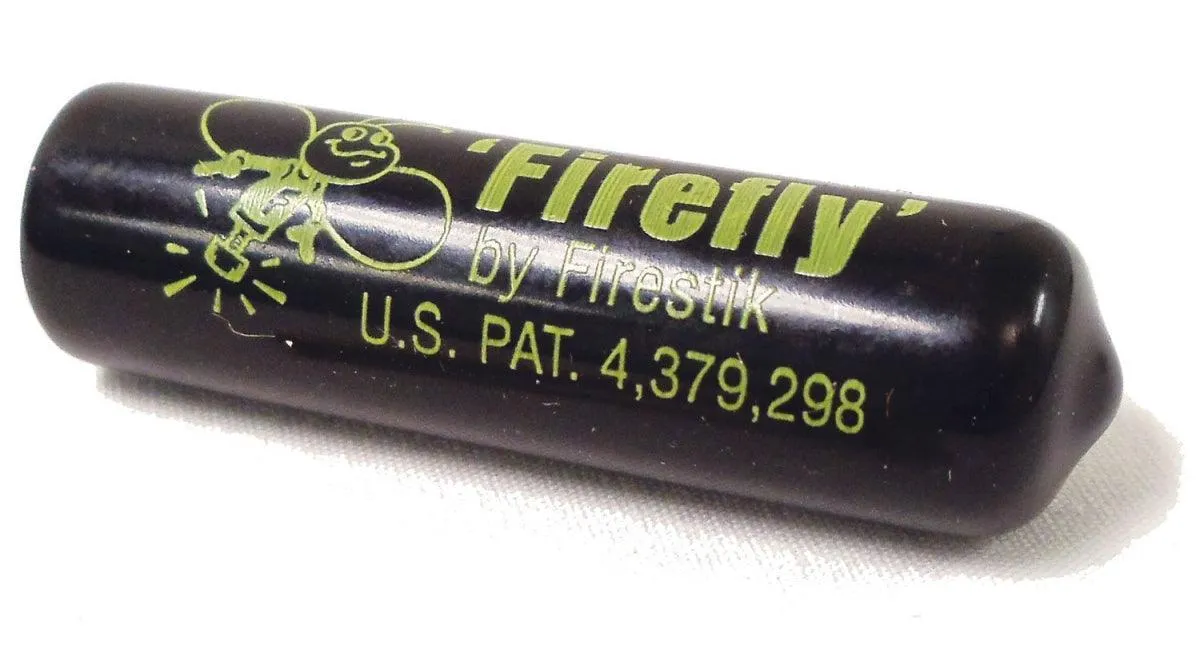 'Firefly'
by Firestik
U.S. PAT. 4,379,298